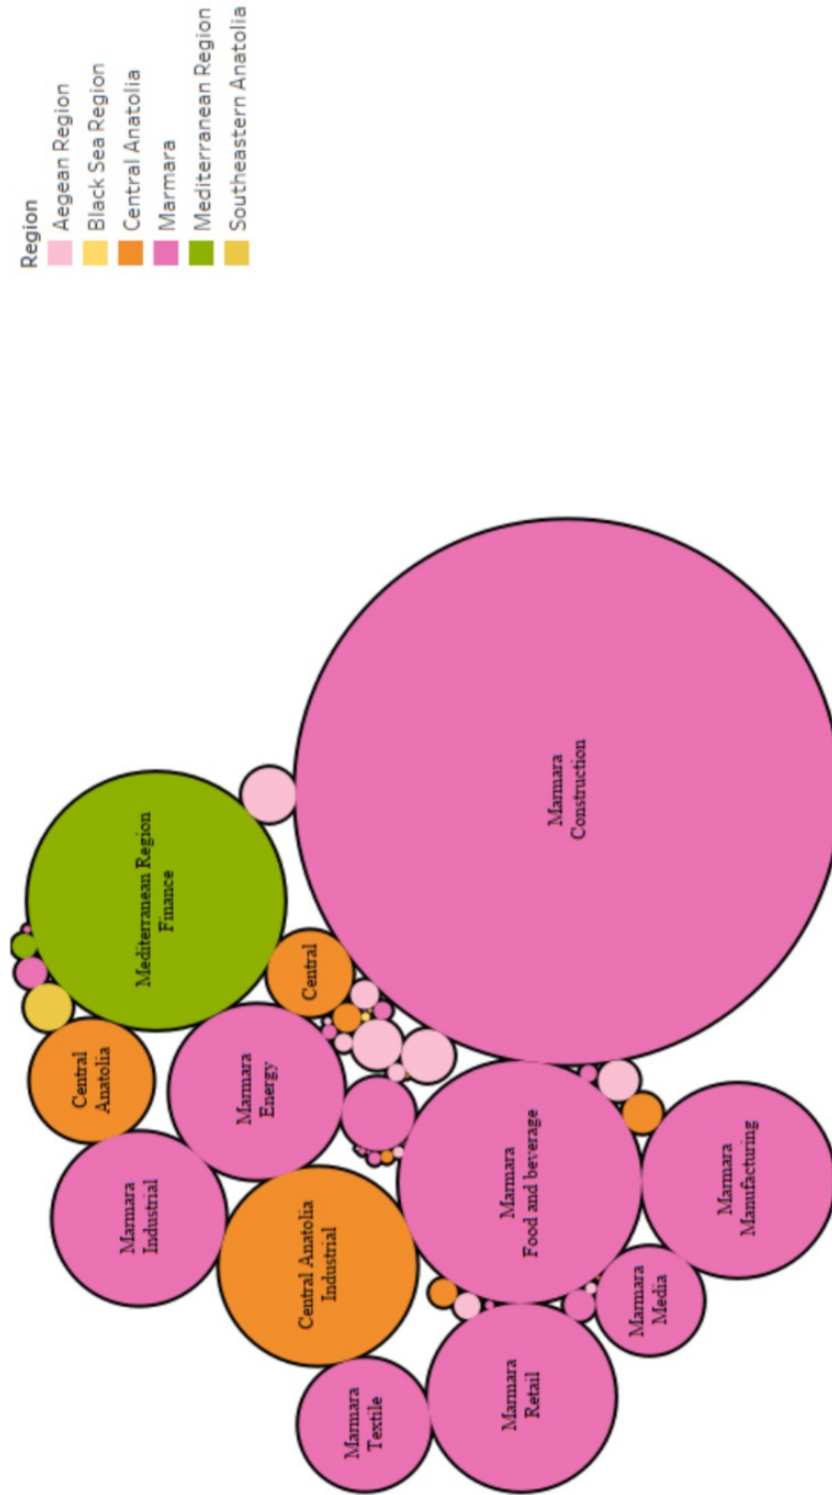 Region
Aegean Region
Black Sea Region
Central Anatolia
Marmara
Mediterranean Region
Southeastern Anatolia
Marmara
Industrial
Central
Anatolia
Mediterranean Region
Finance
Marmara
Energy
Central
Central Anatolia
Industrial
Marmara
Textile
Marmara
Food and beverage
Marmara
Construction
Marmara
Retail
Marmara
Media
Marmara
Manufacturing